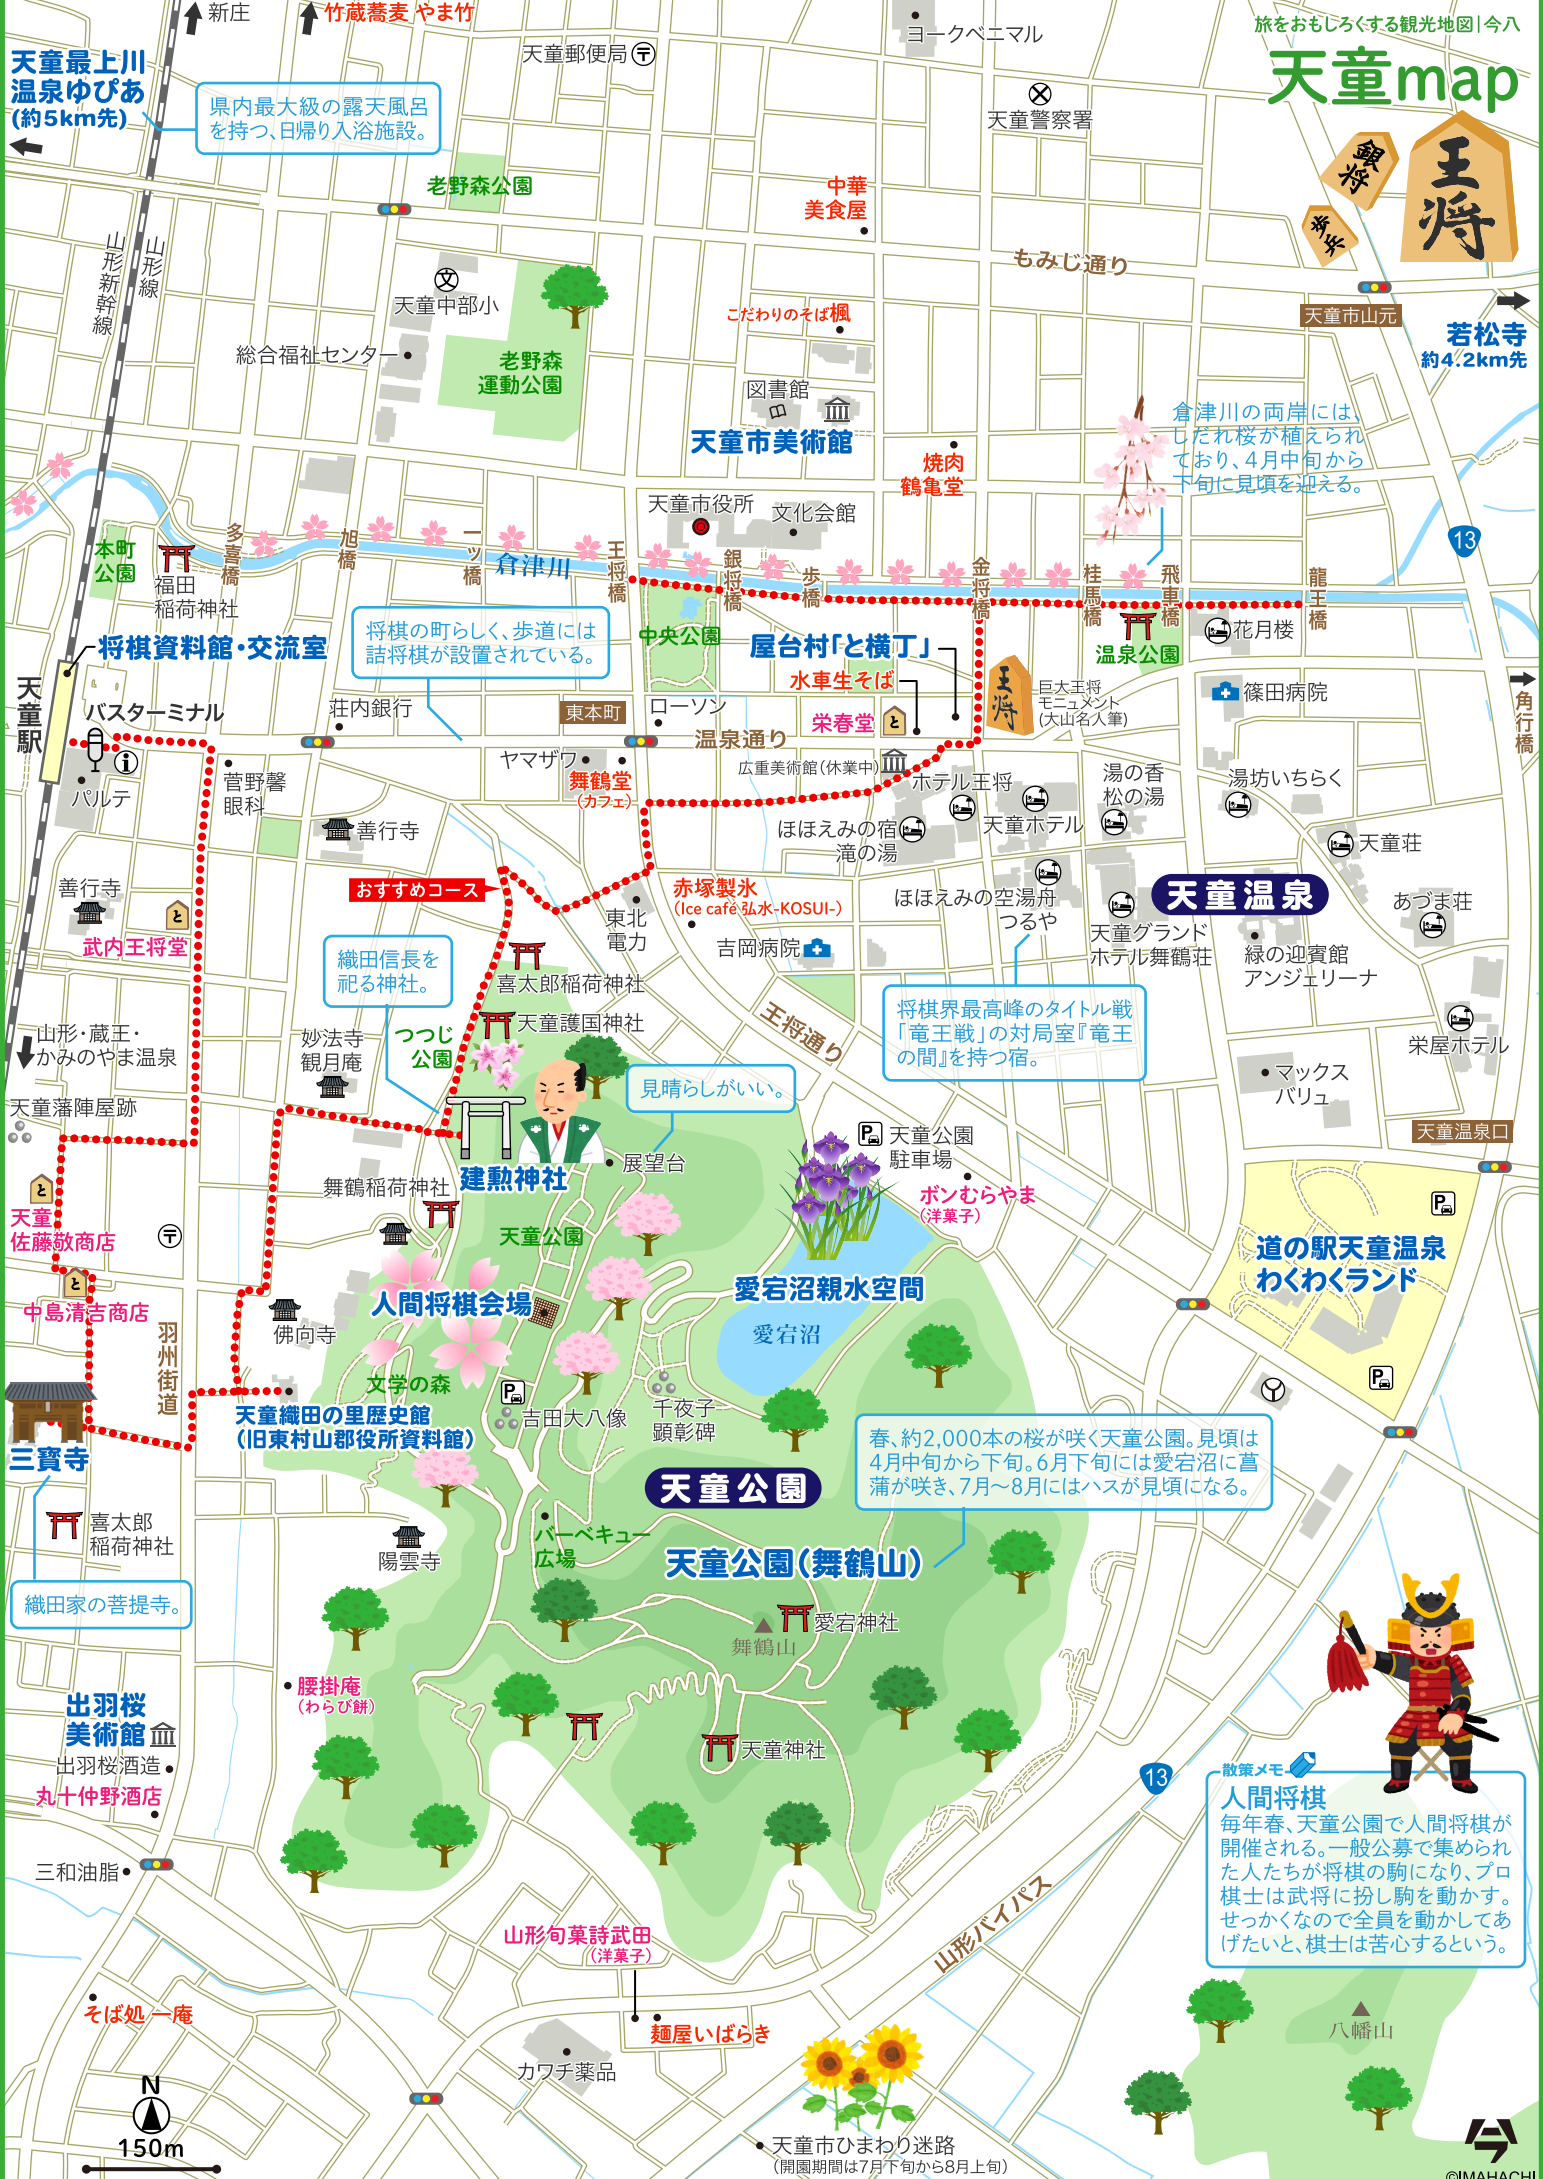 新庄
竹蔵蕎麦 やま竹
天童最上川
温泉ゆぴあ
(約5km先)
県内最大級の露天風呂
を持つ、日帰り入浴施設。
天童郵便局
ヨークベニマル
旅をおもしろくする観光地図|今八
天童map
天童警察署
銀将
王将
歩兵
老野森公園
中華
美食屋
もみじ通り
山形新幹線
山形線
文
天童中部小
総合福祉センター
老野森
運動公園
こだわりのそば楓
天童市山元
若松寺
約4.2km先
図書館
天童市美術館
焼肉
鶴亀堂
倉津川の両岸には、
しだれ桜が植えられ
ており、4月中旬から
下旬に見頃を迎える。
天童市役所
文化会館
13
本町
公園
福田
稲荷神社
多喜橋
旭橋
一ッ橋
倉津川
王将橋
銀将橋
歩橋
金将橋
桂馬橋
飛車橋
龍王橋
将棋資料館・交流室
将棋の町らしく、歩道には
詰将棋が設置されている。
中央公園
屋台村「と横丁」
水車生そば
温泉公園
花月楼
天童駅
バスターミナル
荘内銀行
東本町
ローソン
栄春堂
と
王将
巨大王将
モニュメント
(大山名人筆)
篠田病院
角行橋
パルテ
菅野馨
眼科
ヤマザワ
舞鶴堂
(カフェ)
温泉通り
広重美術館(休業中)
ホテル王将
天童ホテル
湯の香
松の湯
湯坊いちらく
善行寺
ほほえみの宿
滝の湯
天童荘
善行寺
と
武内王将堂
おすすめコース
東北
電力
赤塚製氷
(Ice café 弘水-KOSUI-)
吉岡病院
ほほえみの空湯舟
つるや
天童グランド
ホテル舞鶴荘
天童温泉
緑の迎賓館
アンジェリーナ
あづま荘
織田信長を
祀る神社。
喜太郎稲荷神社
天童護国神社
つつじ
公園
王将通り
将棋界最高峰のタイトル戦
「竜王戦」の対局室『竜王
の間』を持つ宿。
栄屋ホテル
マックス
バリュ
山形・蔵王・
かみのやま温泉
妙法寺
観月庵
天童藩陣屋跡
見晴らしがいい。
天童公園
駐車場
P
天童温泉口
建勲神社
展望台
舞鶴稲荷神社
ボンむらやま
(洋菓子)
と
天童
佐藤敬商店
天童公園
道の駅天童温泉
わくわくランド
P
P
と
中島清吉商店
人間将棋会場
愛宕沼親水空間
愛宕沼
羽州街道
佛向寺
文学の森
P
吉田大八像
千夜子
顕彰碑
天童織田の里歴史館
(旧東村山郡役所資料館)
三寳寺
天童公園
春、約2,000本の桜が咲く天童公園。見頃は
4月中旬から下旬。6月下旬には愛宕沼に菖
蒲が咲き、7月〜8月にはハスが見頃になる。
喜太郎
稲荷神社
陽雲寺
バーベキュー
広場
天童公園(舞鶴山)
織田家の菩提寺。
愛宕神社
舞鶴山
腰掛庵
(わらび餅)
出羽桜
美術館
出羽桜酒造
丸十仲野酒店
天童神社
13
散策メモ
人間将棋
毎年春、天童公園で人間将棋が
開催される。一般公募で集められ
た人たちが将棋の駒になり、プロ
棋士は武将に扮し駒を動かす。
せっかくなので全員を動かしてあ
げたいと、棋士は苦心するという。
三和油脂
山形旬菓詩武田
(洋菓子)
山形バイパス
そば処 一庵
麺屋いばらき
カワチ薬品
八幡山
N
150m
天童市ひまわり迷路
(開園期間は7月下旬から8月上旬)
©IMAHACHI